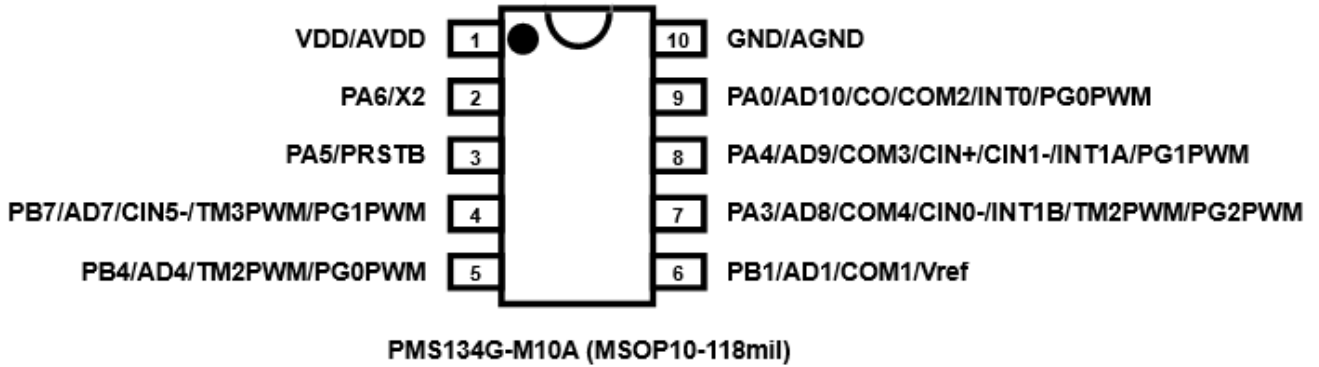 VDD/AVDD 1 10 GND/AGND
PA6/X2 2 9 PA0/AD10/CO/COM2/INT0/PG0PWM
PA5/PRSTB 3 8 PA4/AD9/COM3/CIN+/CIN1-/INT1A/PG1PWM
PB7/AD7/CIN5-/TM3PWM/PG1PWM 4 7 PA3/AD8/COM4/CIN0-/INT1B/TM2PWM/PG2PWM
PB4/AD4/TM2PWM/PG0PWM 5 6 PB1/AD1/COM1/Vref
PMS134G-M10A (MSOP10-118mil)